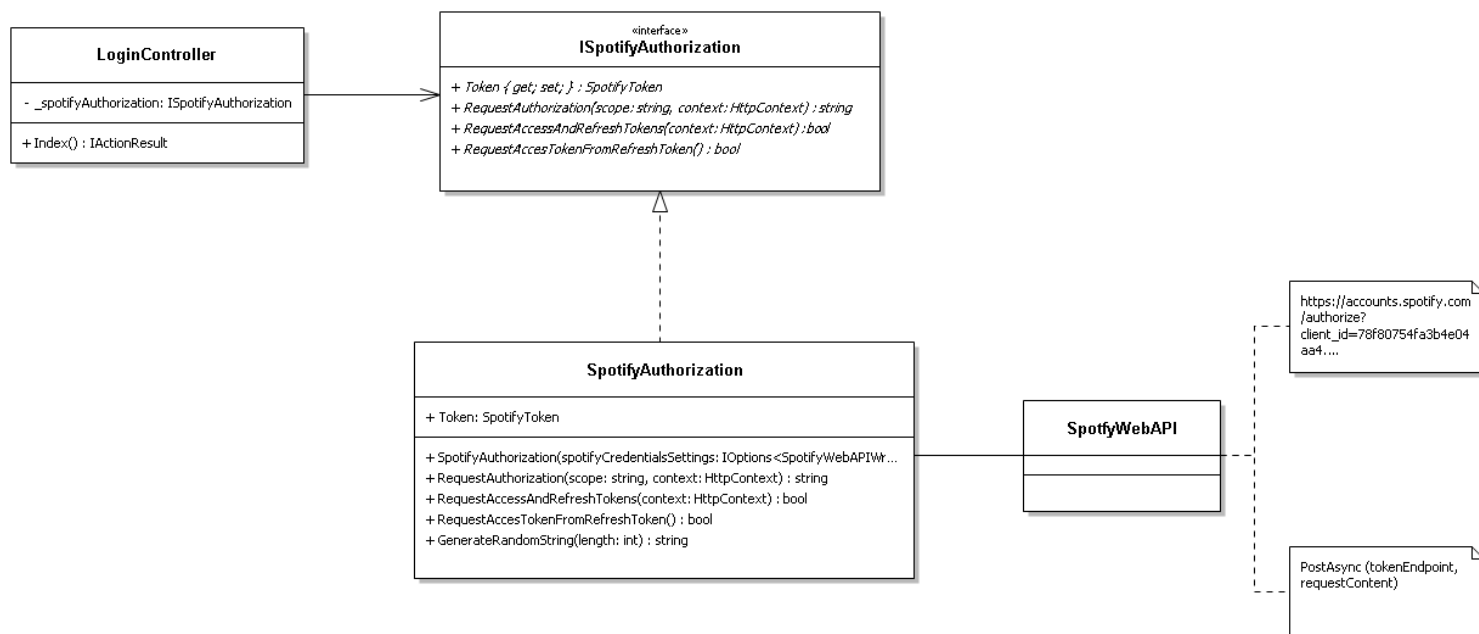 LoginController
- _spotifyAuthorization: ISpotifyAuthorization
+ Index() : IActionResult
«interface»
ISpotifyAuthorization
+ Token { get; set; } : SpotifyToken
+ RequestAuthorization(scope: string, context: HttpContext) : string
+ RequestAccessAndRefreshTokens(context: HttpContext) :bool
+ RequestAccesTokenFromRefreshToken() : bool
SpotifyAuthorization
+ Token: SpotifyToken
+ SpotifyAuthorization(spotifyCredentialsSettings: IOptions<SpotifyWebAPIWr...
+ RequestAuthorization(scope: string, context: HttpContext) : string
+ RequestAccessAndRefreshTokens(context: HttpContext) : bool
+ RequestAccesTokenFromRefreshToken() : bool
+ GenerateRandomString(length: int) : string
SpotfyWebAPI
https://accounts.spotify.com
/authorize?
client_id=78f80754fa3b4e04
aa4....
PostAsync (tokenEndpoint,
requestContent)